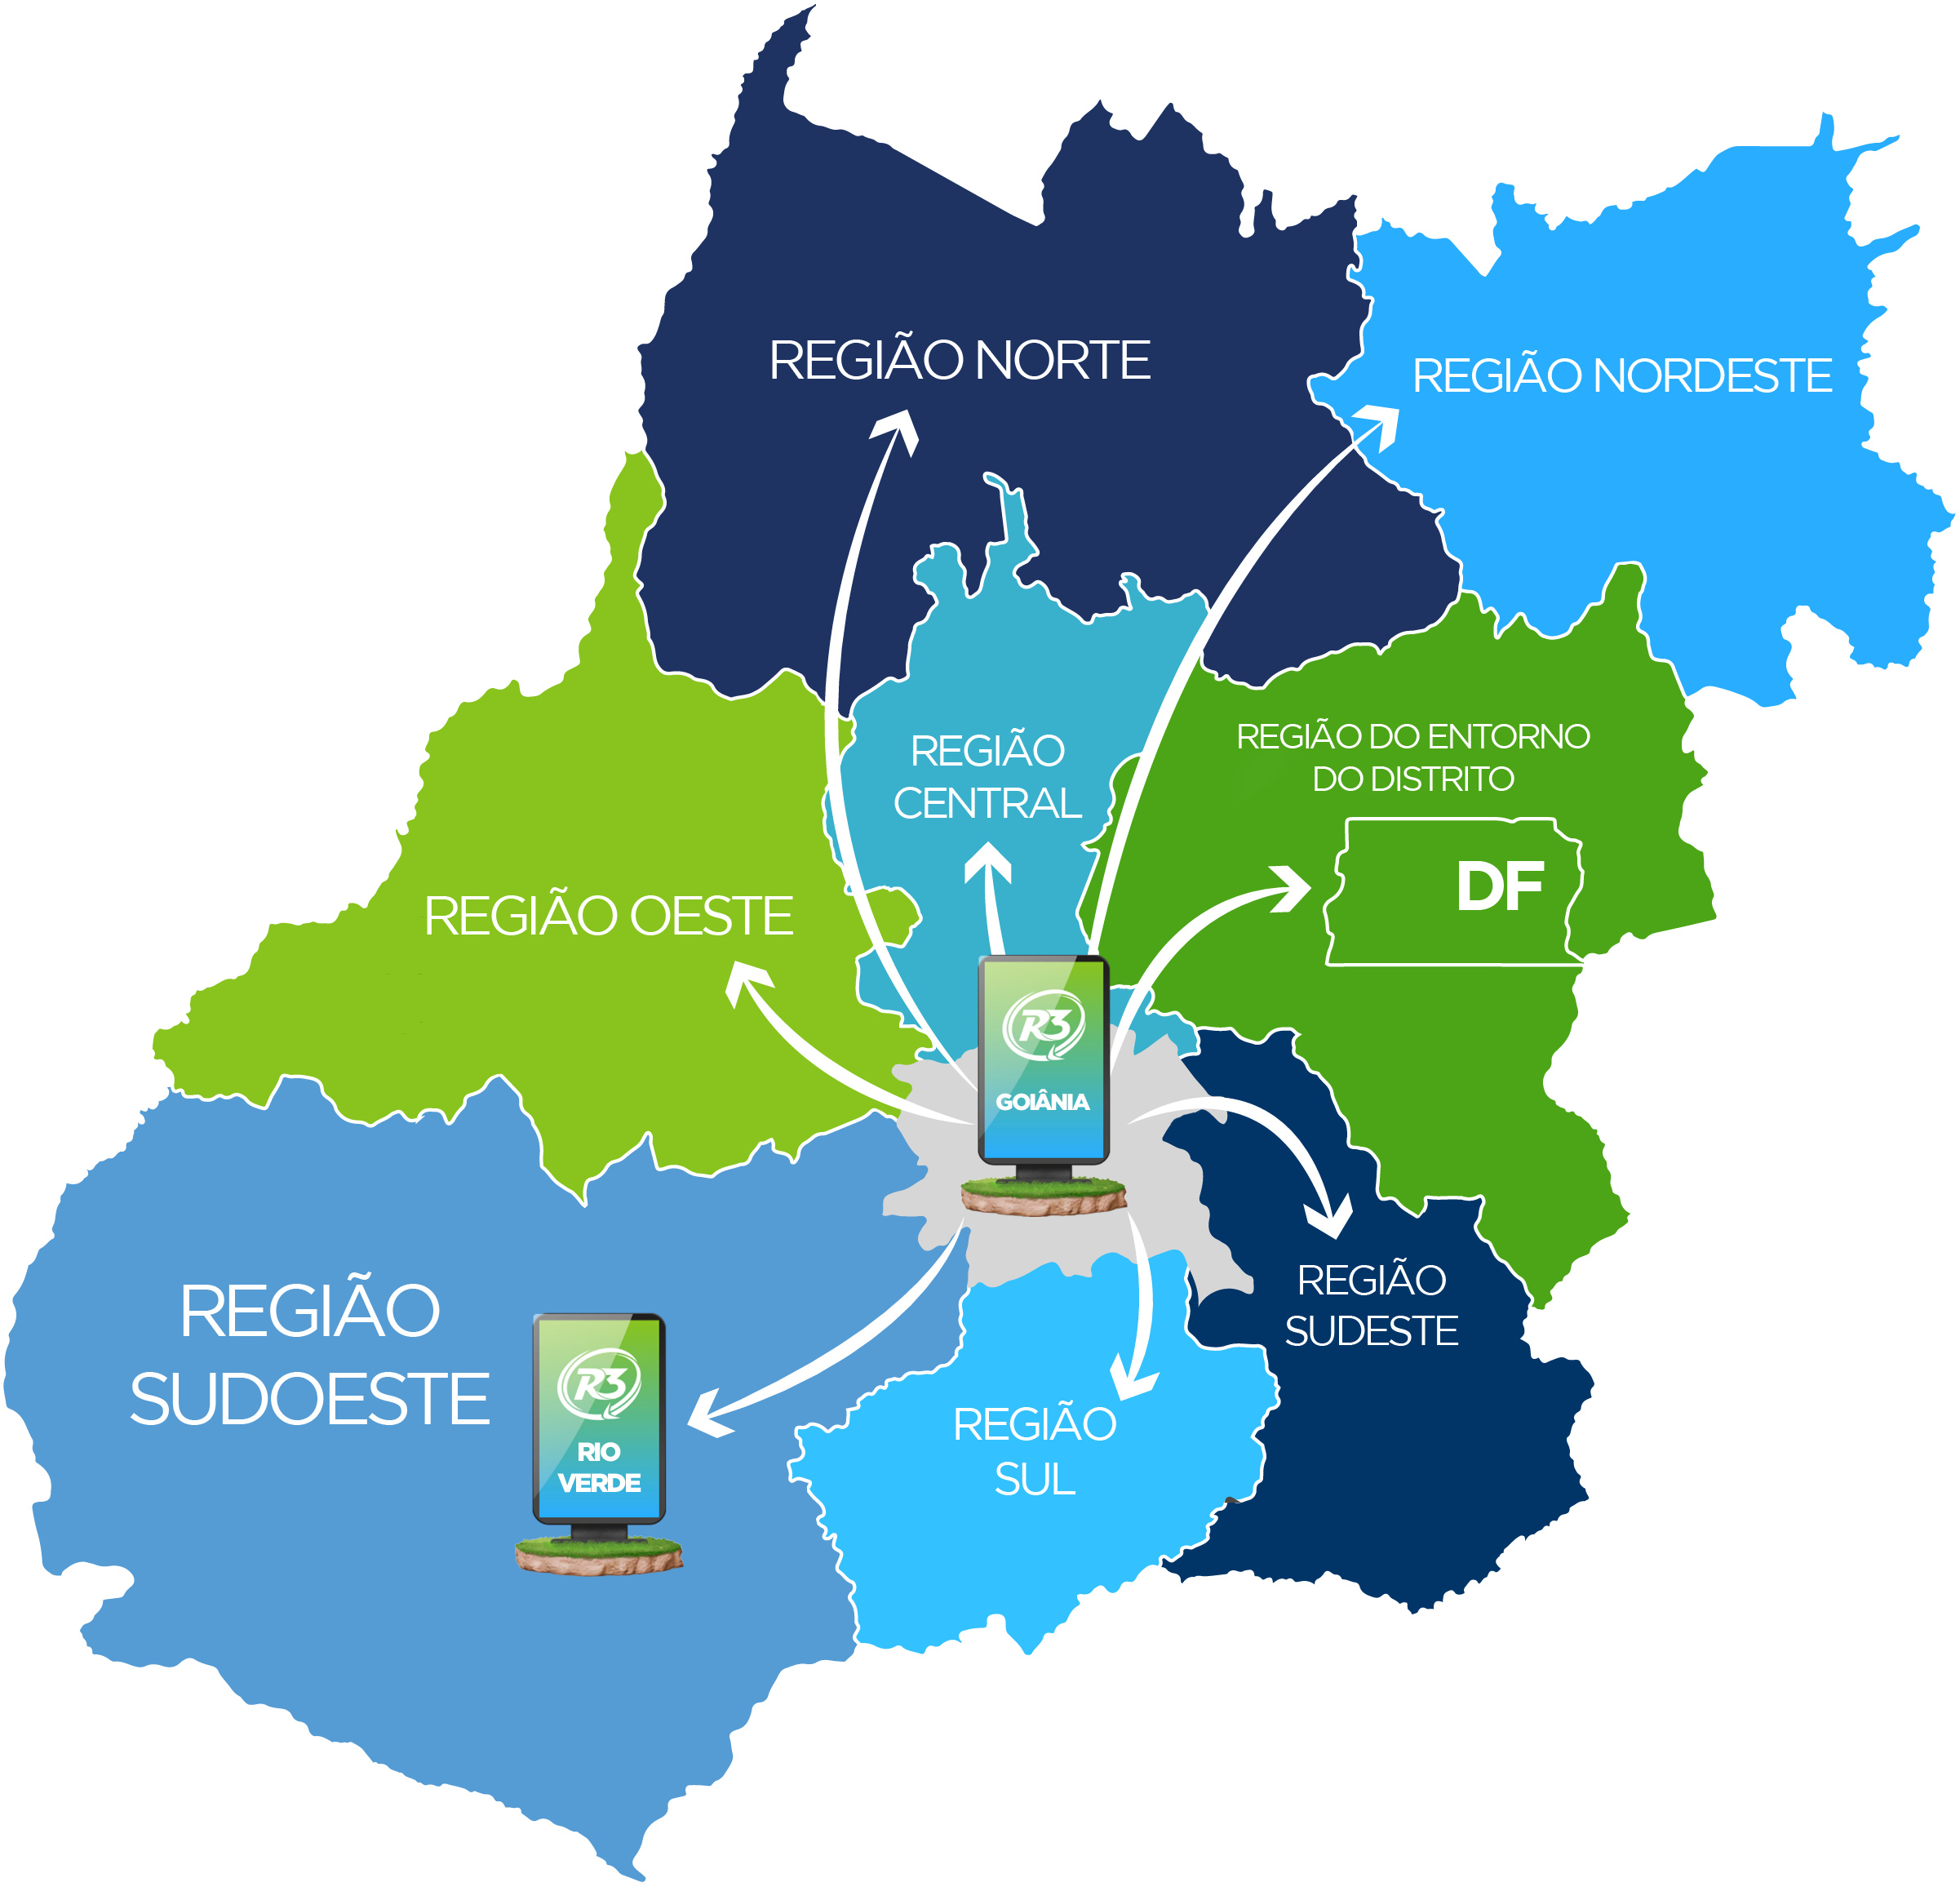 REGIÃO NORTE
REGIÃO NORDESTE
REGIÃO
CENTRAL
REGIÃO DO ENTORNO
DO DISTRITO
DF
REGIÃO OESTE
R3
GOIÂNIA
REGIÃO
SUDESTE
REGIÃO
SUDOESTE
R3
RIO
VERDE
REGIÃO
SUL